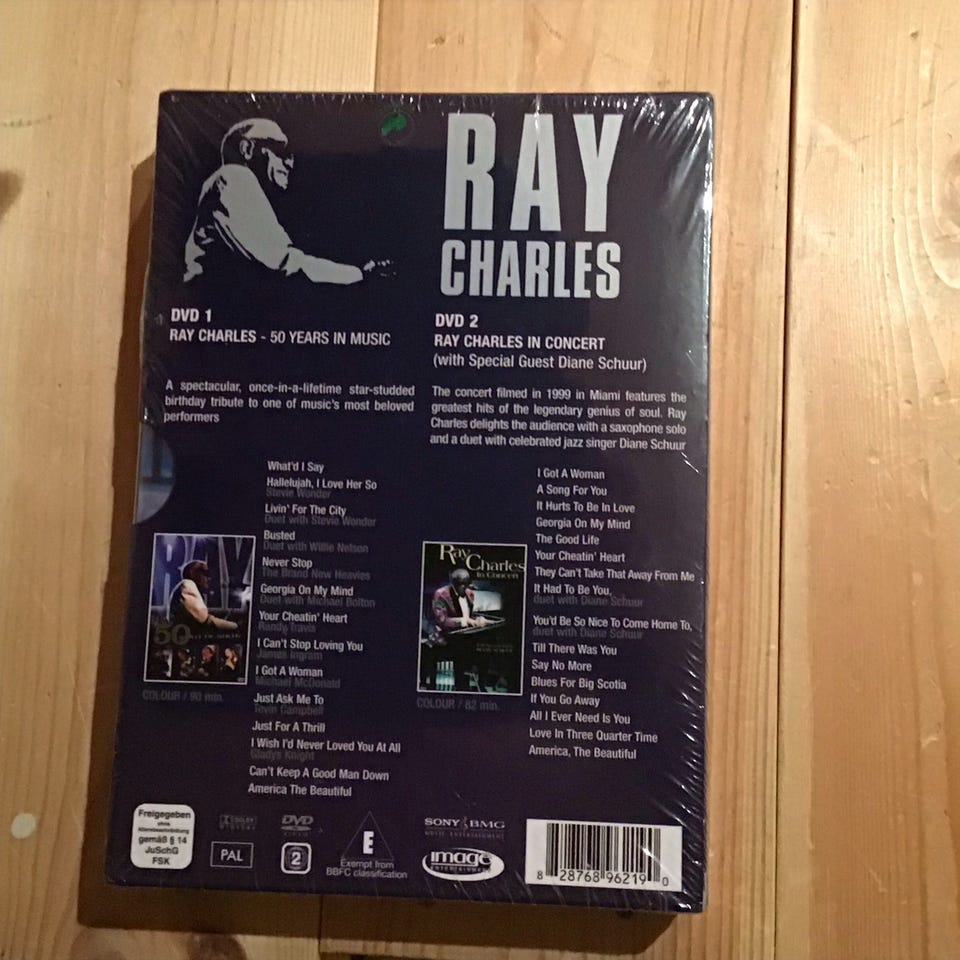 RAY
CHARLES
DVD 1
RAY CHARLES - 50 YEARS IN MUSIC
A spectacular, once-in-a-lifetime star-studded
birthday tribute to one of music's most beloved
performers
What'd I Say
Hallelujah, I Love Her So
Stevie Wonder
Livin' For The City
Duet with Stevie Wonder
Busted
Duet with Willie Nelson
Never Stop
The Brand New Heavies
Georgia On My Mind
Duet with Michael Bolton
Your Cheatin' Heart
Randy Travis
I Can't Stop Loving You
James Ingram
I Got A Woman
Michael McDonald
Just Ask Me To
Tevin Campbell
Just For A Thrill
I Wish I'd Never Loved You At All
Gladys Knight
Can't Keep A Good Man Down
America The Beautiful
RAY
50
COLOUR / 90 min.
DVD 2
RAY CHARLES IN CONCERT
(with Special Guest Diane Schuur)
The concert filmed in 1999 in Miami features the
greatest hits of the legendary genius of soul. Ray
Charles delights the audience with a saxophone solo
and a duet with celebrated jazz singer Diane Schuur
I Got A Woman
A Song For You
It Hurts To Be In Love
Georgia On My Mind
The Good Life
Your Cheatin' Heart
They Can't Take That Away From Me
It Had To Be You,
duet with Diane Schuur
You'd Be So Nice To Come Home To,
duet with Diane Schuur
Till There Was You
Say No More
Blues For Big Scotia
If You Go Away
All I Ever Need Is You
Love In Three Quarter Time
America, The Beautiful
Ray
Charles
In Concert
COLOUR / 82 min.
Freigegeben
ohne
Altersbeschränkung
gemäß § 14
JuSchG
FSK
DOLBY
DIGITAL
PAL
DVD
VIDEO
2
E
Exempt from
BBFC classification
SONY BMG
MUSIC ENTERTAINMENT
image
ENTERTAINMENT
8 28768 96219 0